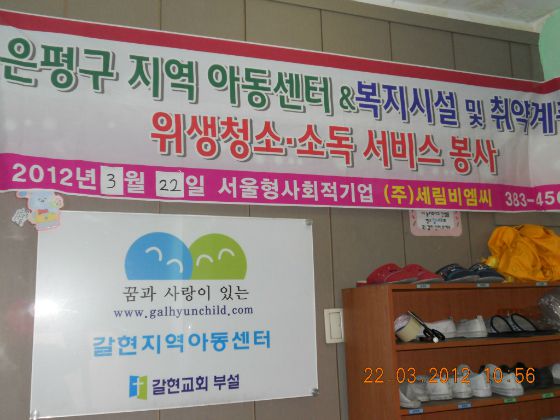 은평구 지역 아동센터 & 복지시설 및 취약계
위생청소·소독 서비스 봉사
2012년 3월 22일 서울형사회적기업 (주)세림비엠씨 383-456
꿈과 사랑이 있는
www.galhyunchild.com
갈현지역아동센터
갈현교회 부설
22.03.2012 10:56